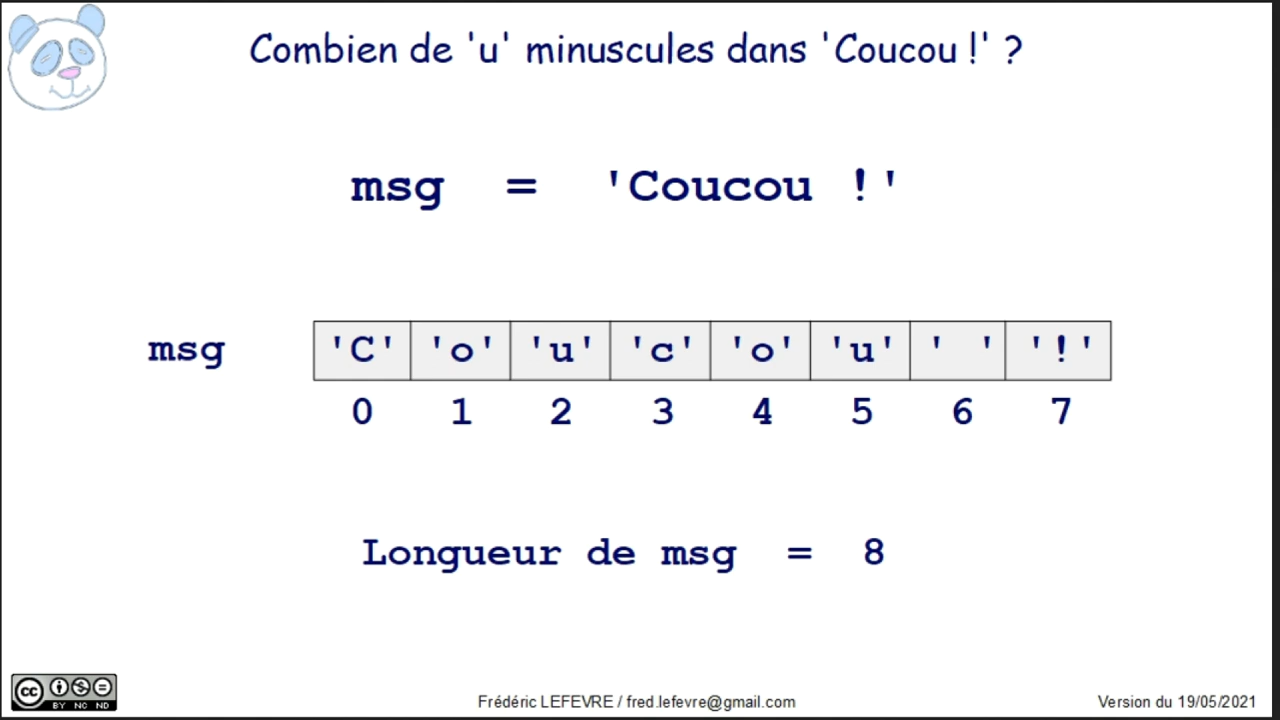 Combien de 'u' minuscules dans 'Coucou !' ?
msg = 'Coucou !'
msg 'C' 'o' 'u' 'c' 'o' 'u' ' ' '!'
0 1 2 3 4 5 6 7
Longueur de msg = 8
cc BY NC ND
Frédéric LEFEVRE / fred.lefevre@gmail.com Version du 19/05/2021